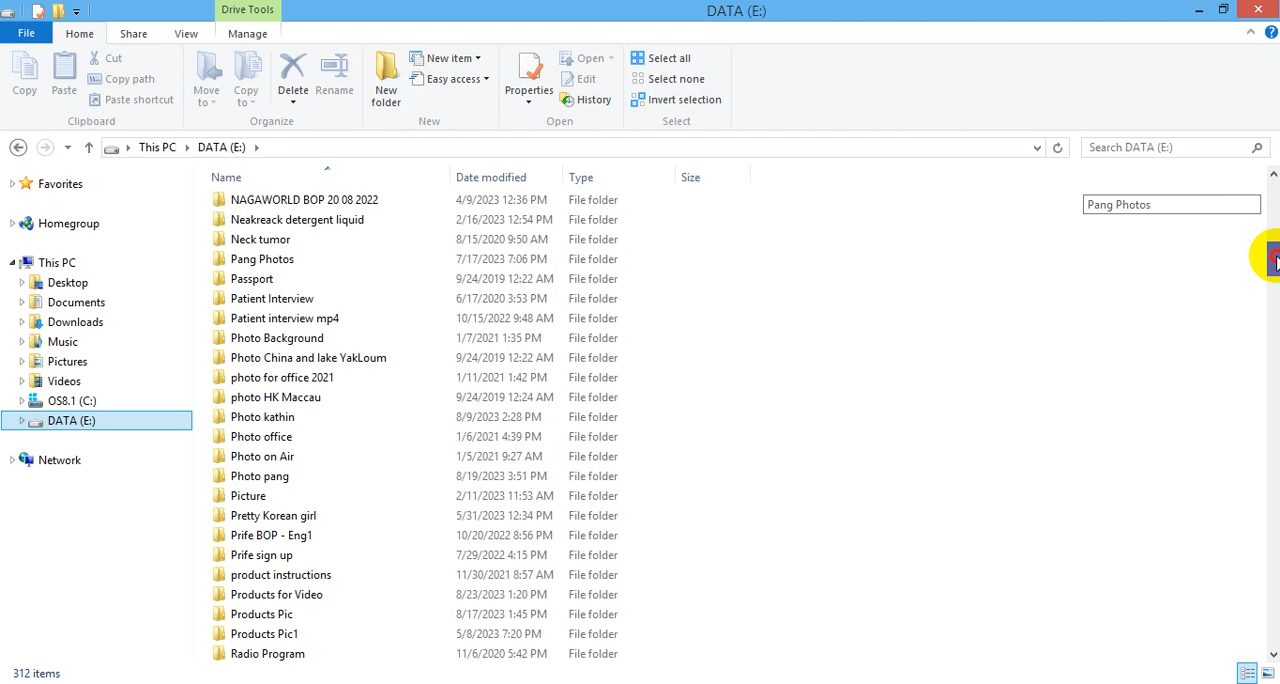 Drive Tools
DATA (E:)
File Home Share View Manage
Copy
Paste
Cut
Copy path
Paste shortcut
Clipboard
Move to
Copy to
Delete
Rename
Organize
New folder
New item
Easy access
New
Properties
Open
Edit
History
Open
Select all
Select none
Invert selection
Select
This PC DATA (E:)
Search DATA (E:)
Favorites
Homegroup
This PC
Desktop
Documents
Downloads
Music
Pictures
Videos
OS8.1 (C:)
DATA (E:)
Network
Name Date modified Type Size
NAGAWORLD BOP 20 08 2022 4/9/2023 12:36 PM File folder
Neakreack detergent liquid 2/16/2023 12:54 PM File folder
Neck tumor 8/15/2020 9:50 AM File folder
Pang Photos 7/17/2023 7:06 PM File folder
Passport 9/24/2019 12:22 AM File folder
Patient Interview 6/17/2020 3:53 PM File folder
Patient interview mp4 10/15/2022 9:48 AM File folder
Photo Background 1/7/2021 1:35 PM File folder
Photo China and lake YakLoum 9/24/2019 12:22 AM File folder
photo for office 2021 1/11/2021 1:42 PM File folder
photo HK Maccau 9/24/2019 12:24 AM File folder
Photo kathin 8/9/2023 2:28 PM File folder
Photo office 1/6/2021 4:39 PM File folder
Photo on Air 1/5/2021 9:27 AM File folder
Photo pang 8/19/2023 3:51 PM File folder
Picture 2/11/2023 11:53 AM File folder
Pretty Korean girl 5/31/2023 12:34 PM File folder
Prife BOP - Eng1 10/20/2022 8:56 PM File folder
Prife sign up 7/29/2022 4:15 PM File folder
product instructions 11/30/2021 8:57 AM File folder
Products for Video 8/23/2023 1:20 PM File folder
Products Pic 8/17/2023 1:45 PM File folder
Products Pic1 5/8/2023 7:20 PM File folder
Radio Program 11/6/2020 5:42 PM File folder
Pang Photos
312 items